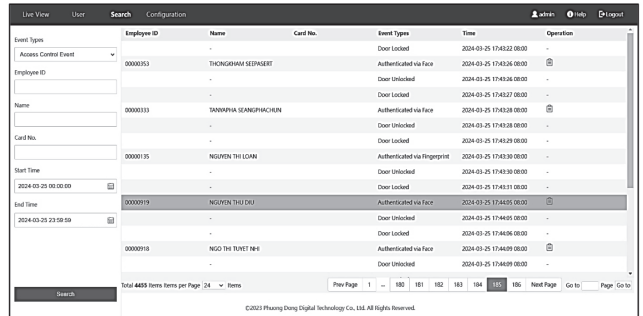 Live View User Search Configuration admin Help Logout
Event Types
Access Control Event
Employee ID
Name
Card No.
Start Time
2024-03-25 00:00:00
End Time
2024-03-25 23:59:59
Search
Employee ID Name Card No. Event Types Time Operation
- Door Locked 2024-03-25 17:43:22 08:00 -
00000353 THONGKHAM SEEPASERT Authenticated via Face 2024-03-25 17:43:26 08:00
- Door Unlocked 2024-03-25 17:43:26 08:00 -
- Door Locked 2024-03-25 17:43:27 08:00 -
00000333 TANYAPHA SEANGPHACHUN Authenticated via Face 2024-03-25 17:43:28 08:00
- Door Unlocked 2024-03-25 17:43:28 08:00 -
- Door Locked 2024-03-25 17:43:29 08:00 -
00000135 NGUYEN THI LOAN Authenticated via Fingerprint 2024-03-25 17:43:30 08:00 -
- Door Unlocked 2024-03-25 17:43:30 08:00 -
- Door Locked 2024-03-25 17:43:31 08:00 -
00000919 NGUYEN THU DIU Authenticated via Face 2024-03-25 17:44:05 08:00
- Door Unlocked 2024-03-25 17:44:05 08:00 -
- Door Locked 2024-03-25 17:44:06 08:00 -
00000918 NGO THI TUYET NHI Authenticated via Face 2024-03-25 17:44:09 08:00
- Door Unlocked 2024-03-25 17:44:09 08:00 -
Total 4455 Items Items per Page 24 Items Prev Page 1 ... 180 181 182 183 184 185 186 Next Page Go to Page Go to
©2023 Phuong Dong Digital Technology Co., Ltd. All Rights Reserved.